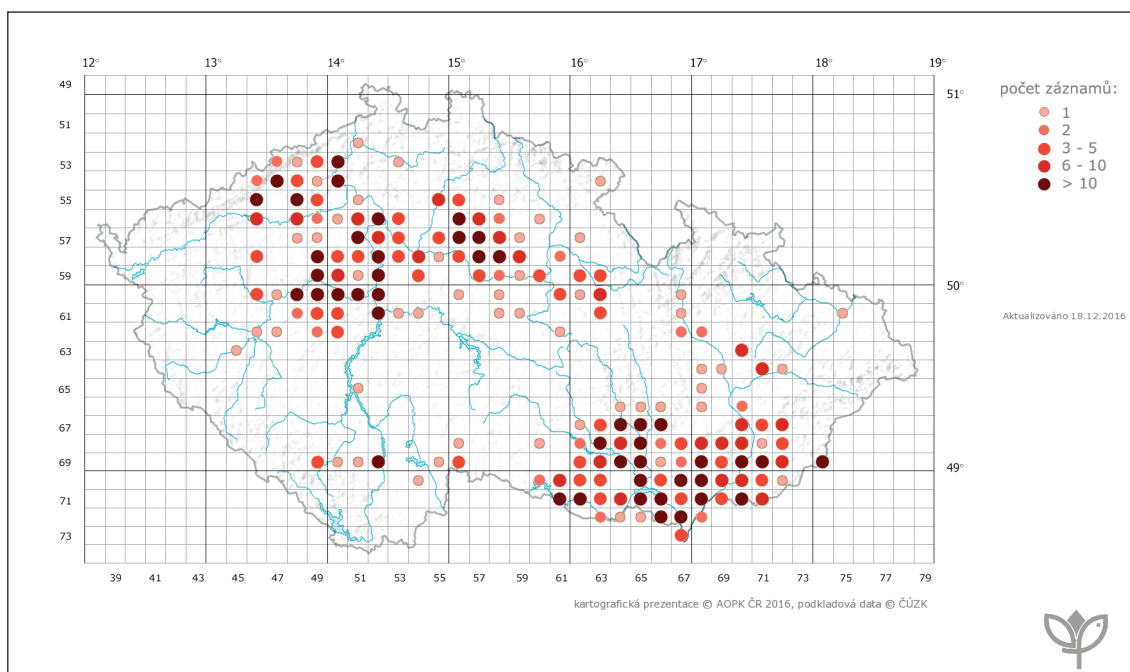 12° 13° 14° 15° 16° 17° 18° 19°
49 51°
51
53
55
57
59 50°
61
63
65
67
69 49°
71
73
39 41 43 45 47 49 51 53 55 57 59 61 63 65 67 69 71 73 75 77 79
počet záznamů:
1
2
3 - 5
6 - 10
> 10
Aktualizováno 18.12.2016
kartografická prezentace © AOPK ČR 2016, podkladová data © ČÚZK